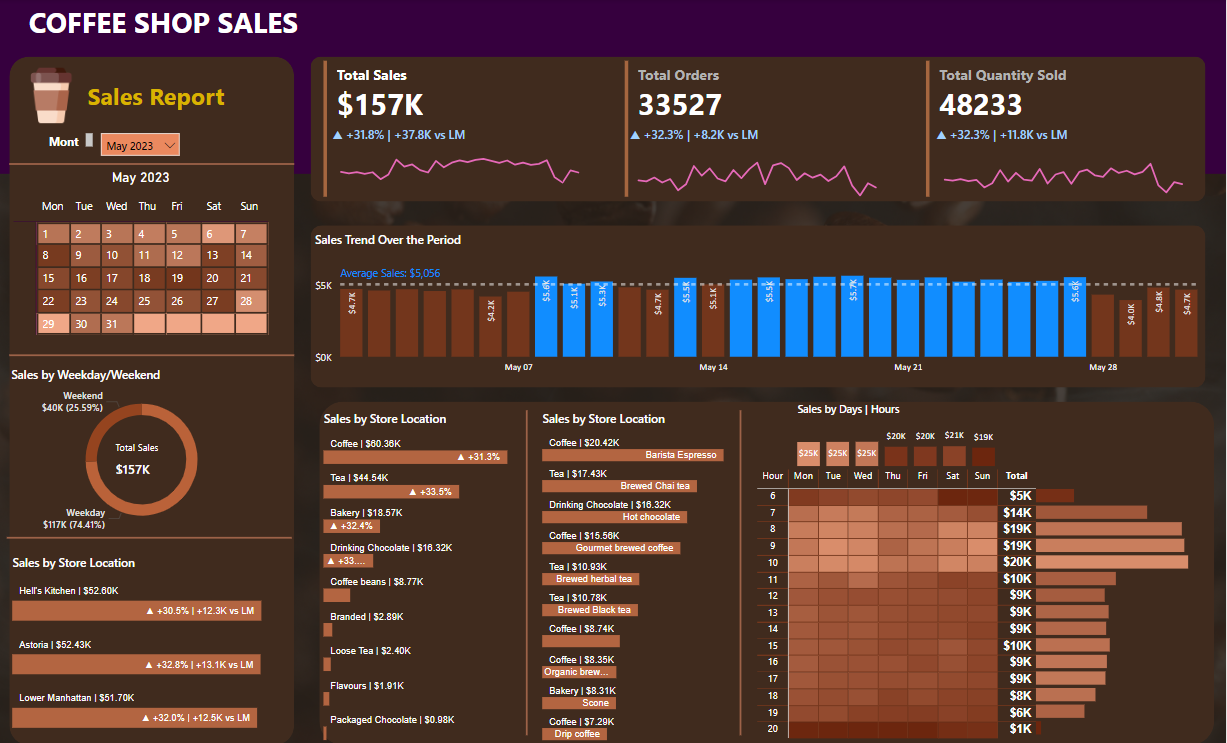 COFFEE SHOP SALES
Sales Report
Mont
May 2023
May 2023
Mon Tue Wed Thu Fri Sat Sun
1 2 3 4 5 6 7
8 9 10 11 12 13 14
15 16 17 18 19 20 21
22 23 24 25 26 27 28
29 30 31
Sales by Weekday/Weekend
Weekend
$40K (25.59%)
Total Sales
$157K
Weekday
$117K (74.41%)
Sales by Store Location
Hell's Kitchen | $52.60K
▲ +30.5% | +12.3K vs LM
Astoria | $52.43K
▲ +32.8% | +13.1K vs LM
Lower Manhattan | $51.70K
▲ +32.0% | +12.5K vs LM
Total Sales
$157K
▲ +31.8% | +37.8K vs LM
Total Orders
33527
▲ +32.3% | +8.2K vs LM
Total Quantity Sold
48233
▲ +32.3% | +11.8K vs LM
Sales Trend Over the Period
Average Sales: $5,056
$5K
$0K
$4.7K $4.2K $5.6K $5.1K $5.3K $4.7K $5.5K $5.1K $5.5K $5.7K $5.6K $4.0K $4.8K $4.7K
May 07 May 14 May 21 May 28
Sales by Store Location
Coffee | $60.36K
▲ +31.3%
Tea | $44.54K
▲ +33.5%
Bakery | $18.57K
▲ +32.4%
Drinking Chocolate | $16.32K
▲ +33....
Coffee beans | $8.77K
Branded | $2.89K
Loose Tea | $2.40K
Flavours | $1.91K
Packaged Chocolate | $0.98K
Sales by Store Location
Coffee | $20.42K
Barista Espresso
Tea | $17.43K
Brewed Chai tea
Drinking Chocolate | $16.32K
Hot chocolate
Coffee | $15.56K
Gourmet brewed coffee
Tea | $10.93K
Brewed herbal tea
Tea | $10.78K
Brewed Black tea
Coffee | $8.74K
Coffee | $8.35K
Organic brew...
Bakery | $8.31K
Scone
Coffee | $7.29K
Drip coffee
Sales by Days | Hours
$25K $25K $25K $20K $20K $21K $19K
Hour Mon Tue Wed Thu Fri Sat Sun Total
6 $5K
7 $14K
8 $19K
9 $19K
10 $20K
11 $10K
12 $9K
13 $9K
14 $9K
15 $10K
16 $9K
17 $9K
18 $8K
19 $6K
20 $1K